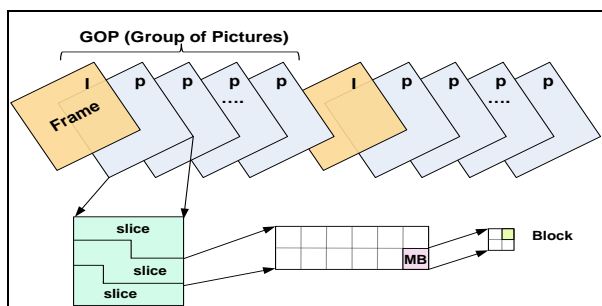 GOP (Group of Pictures)
I p p p p I p p p p
.... ....
Frame
slice
slice
slice
MB
Block